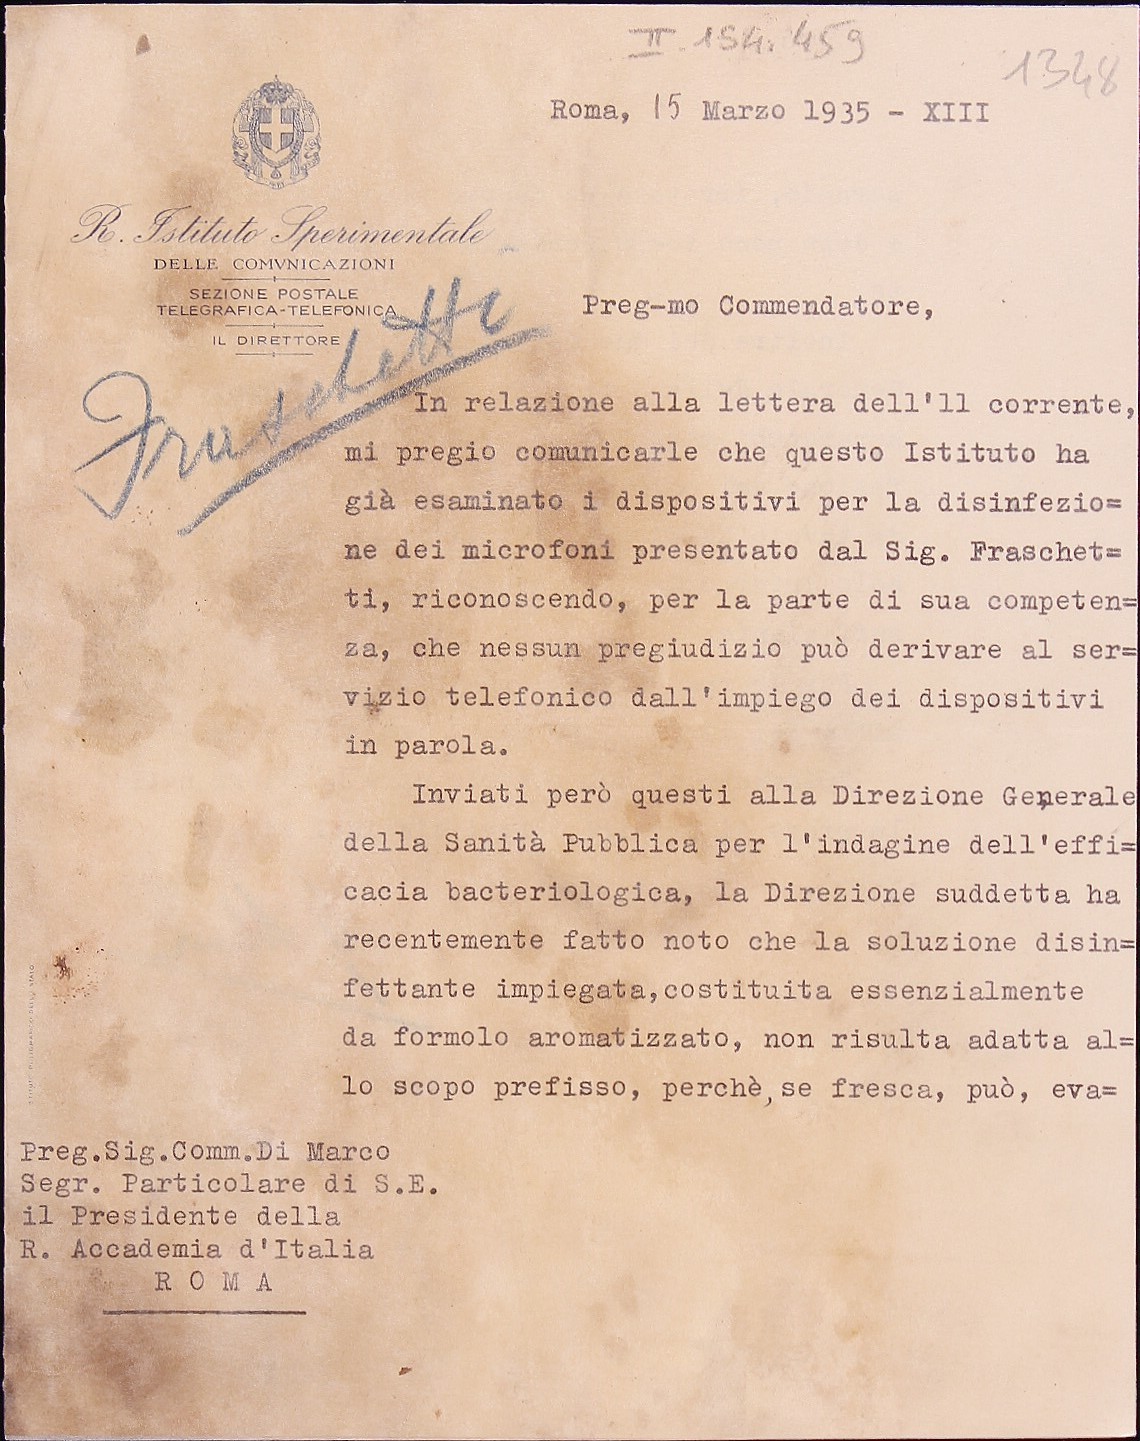 II. 154. 459
1348
Roma, 15 Marzo 1935 - XIII
R. Istituto Sperimentale
DELLE COMVNICAZIONI
SEZIONE POSTALE
TELEGRAFICA-TELEFONICA
IL DIRETTORE
Fraschetti
Preg-mo Commendatore,
In relazione alla lettera dell'11 corrente,
mi pregio comunicarle che questo Istituto ha
già esaminato i dispositivi per la disinfezio=
ne dei microfoni presentato dal Sig. Fraschet=
ti, riconoscendo, per la parte di sua competen=
za, che nessun pregiudizio può derivare al ser=
vizio telefonico dall'impiego dei dispositivi
in parola.
Inviati però questi alla Direzione Generale
della Sanità Pubblica per l'indagine dell'effi=
cacia bacteriologica, la Direzione suddetta ha
recentemente fatto noto che la soluzione disin=
fettante impiegata,costituita essenzialmente
da formolo aromatizzato, non risulta adatta al=
lo scopo prefisso, perchè,se fresca, può, eva=
Preg.Sig.Comm.Di Marco
Segr. Particolare di S.E.
il Presidente della
R. Accademia d'Italia
R O M A